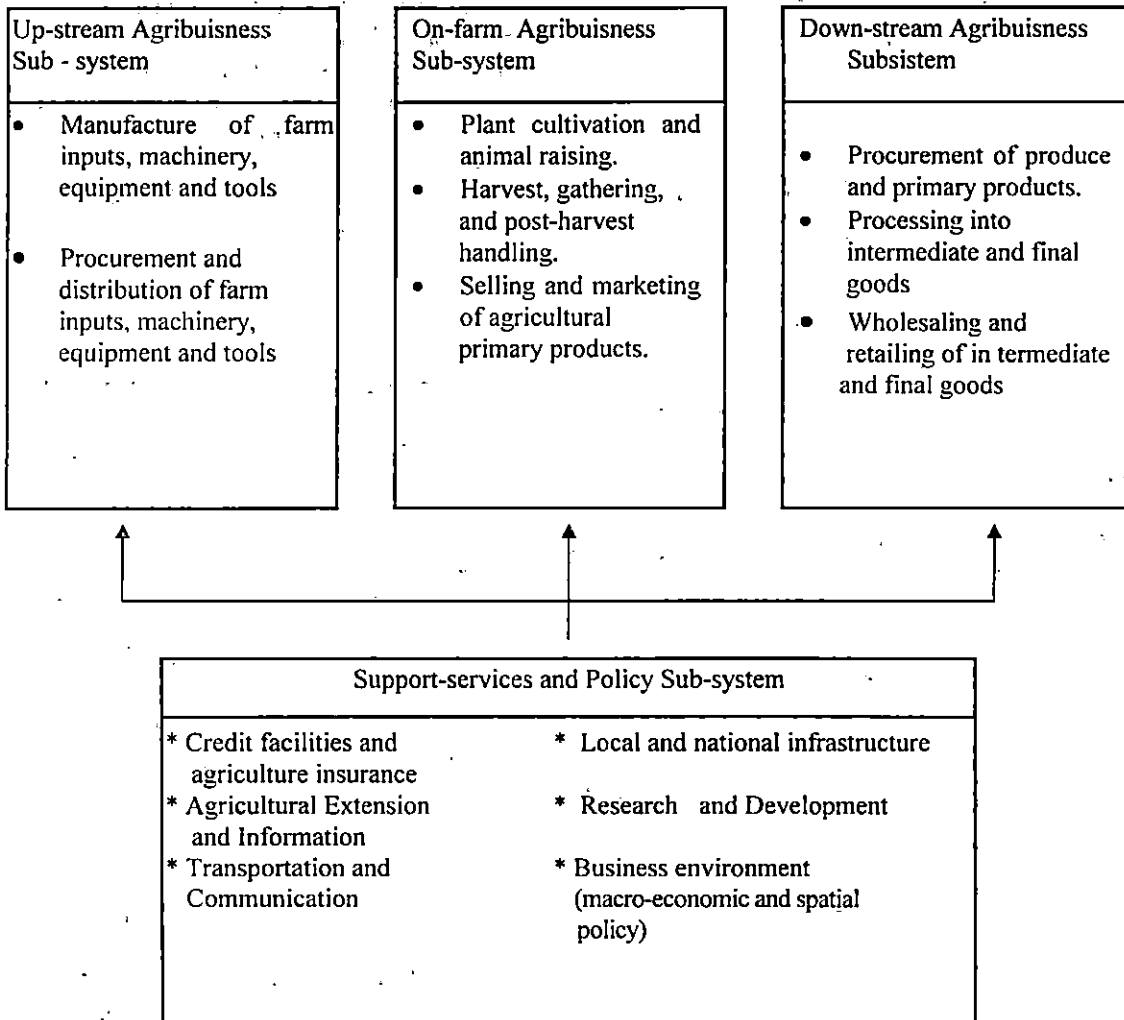 Up-stream Agribuisness
Sub - system
• Manufacture of farm
inputs, machinery,
equipment and tools
• Procurement and
distribution of farm
inputs, machinery,
equipment and tools
On-farm Agribuisness
Sub-system
• Plant cultivation and
animal raising.
• Harvest, gathering,
and post-harvest
handling.
• Selling and marketing
of agricultural
primary products.
Down-stream Agribuisness
Subsistem
• Procurement of produce
and primary products.
• Processing into
intermediate and final
goods
• Wholesaling and
retailing of in termediate
and final goods
Support-services and Policy Sub-system
* Credit facilities and
agriculture insurance
* Agricultural Extension
and Information
* Transportation and
Communication
* Local and national infrastructure
* Research and Development
* Business environment
(macro-economic and spatial
policy)